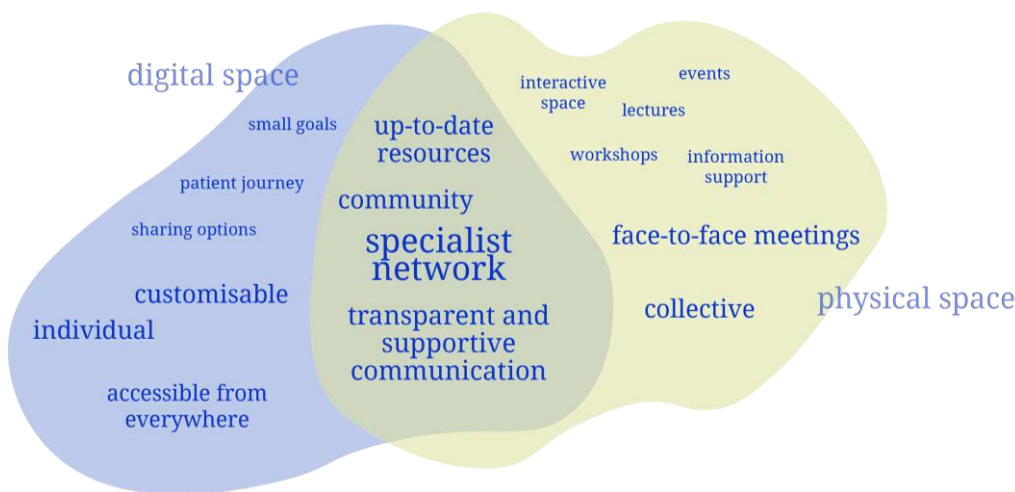 digital space
small goals
patient journey
sharing options
customisable
individual
accessible from
everywhere
up-to-date
resources
community
specialist
network
transparent and
supportive
communication
interactive
space
events
lectures
workshops
information
support
face-to-face meetings
collective
physical space